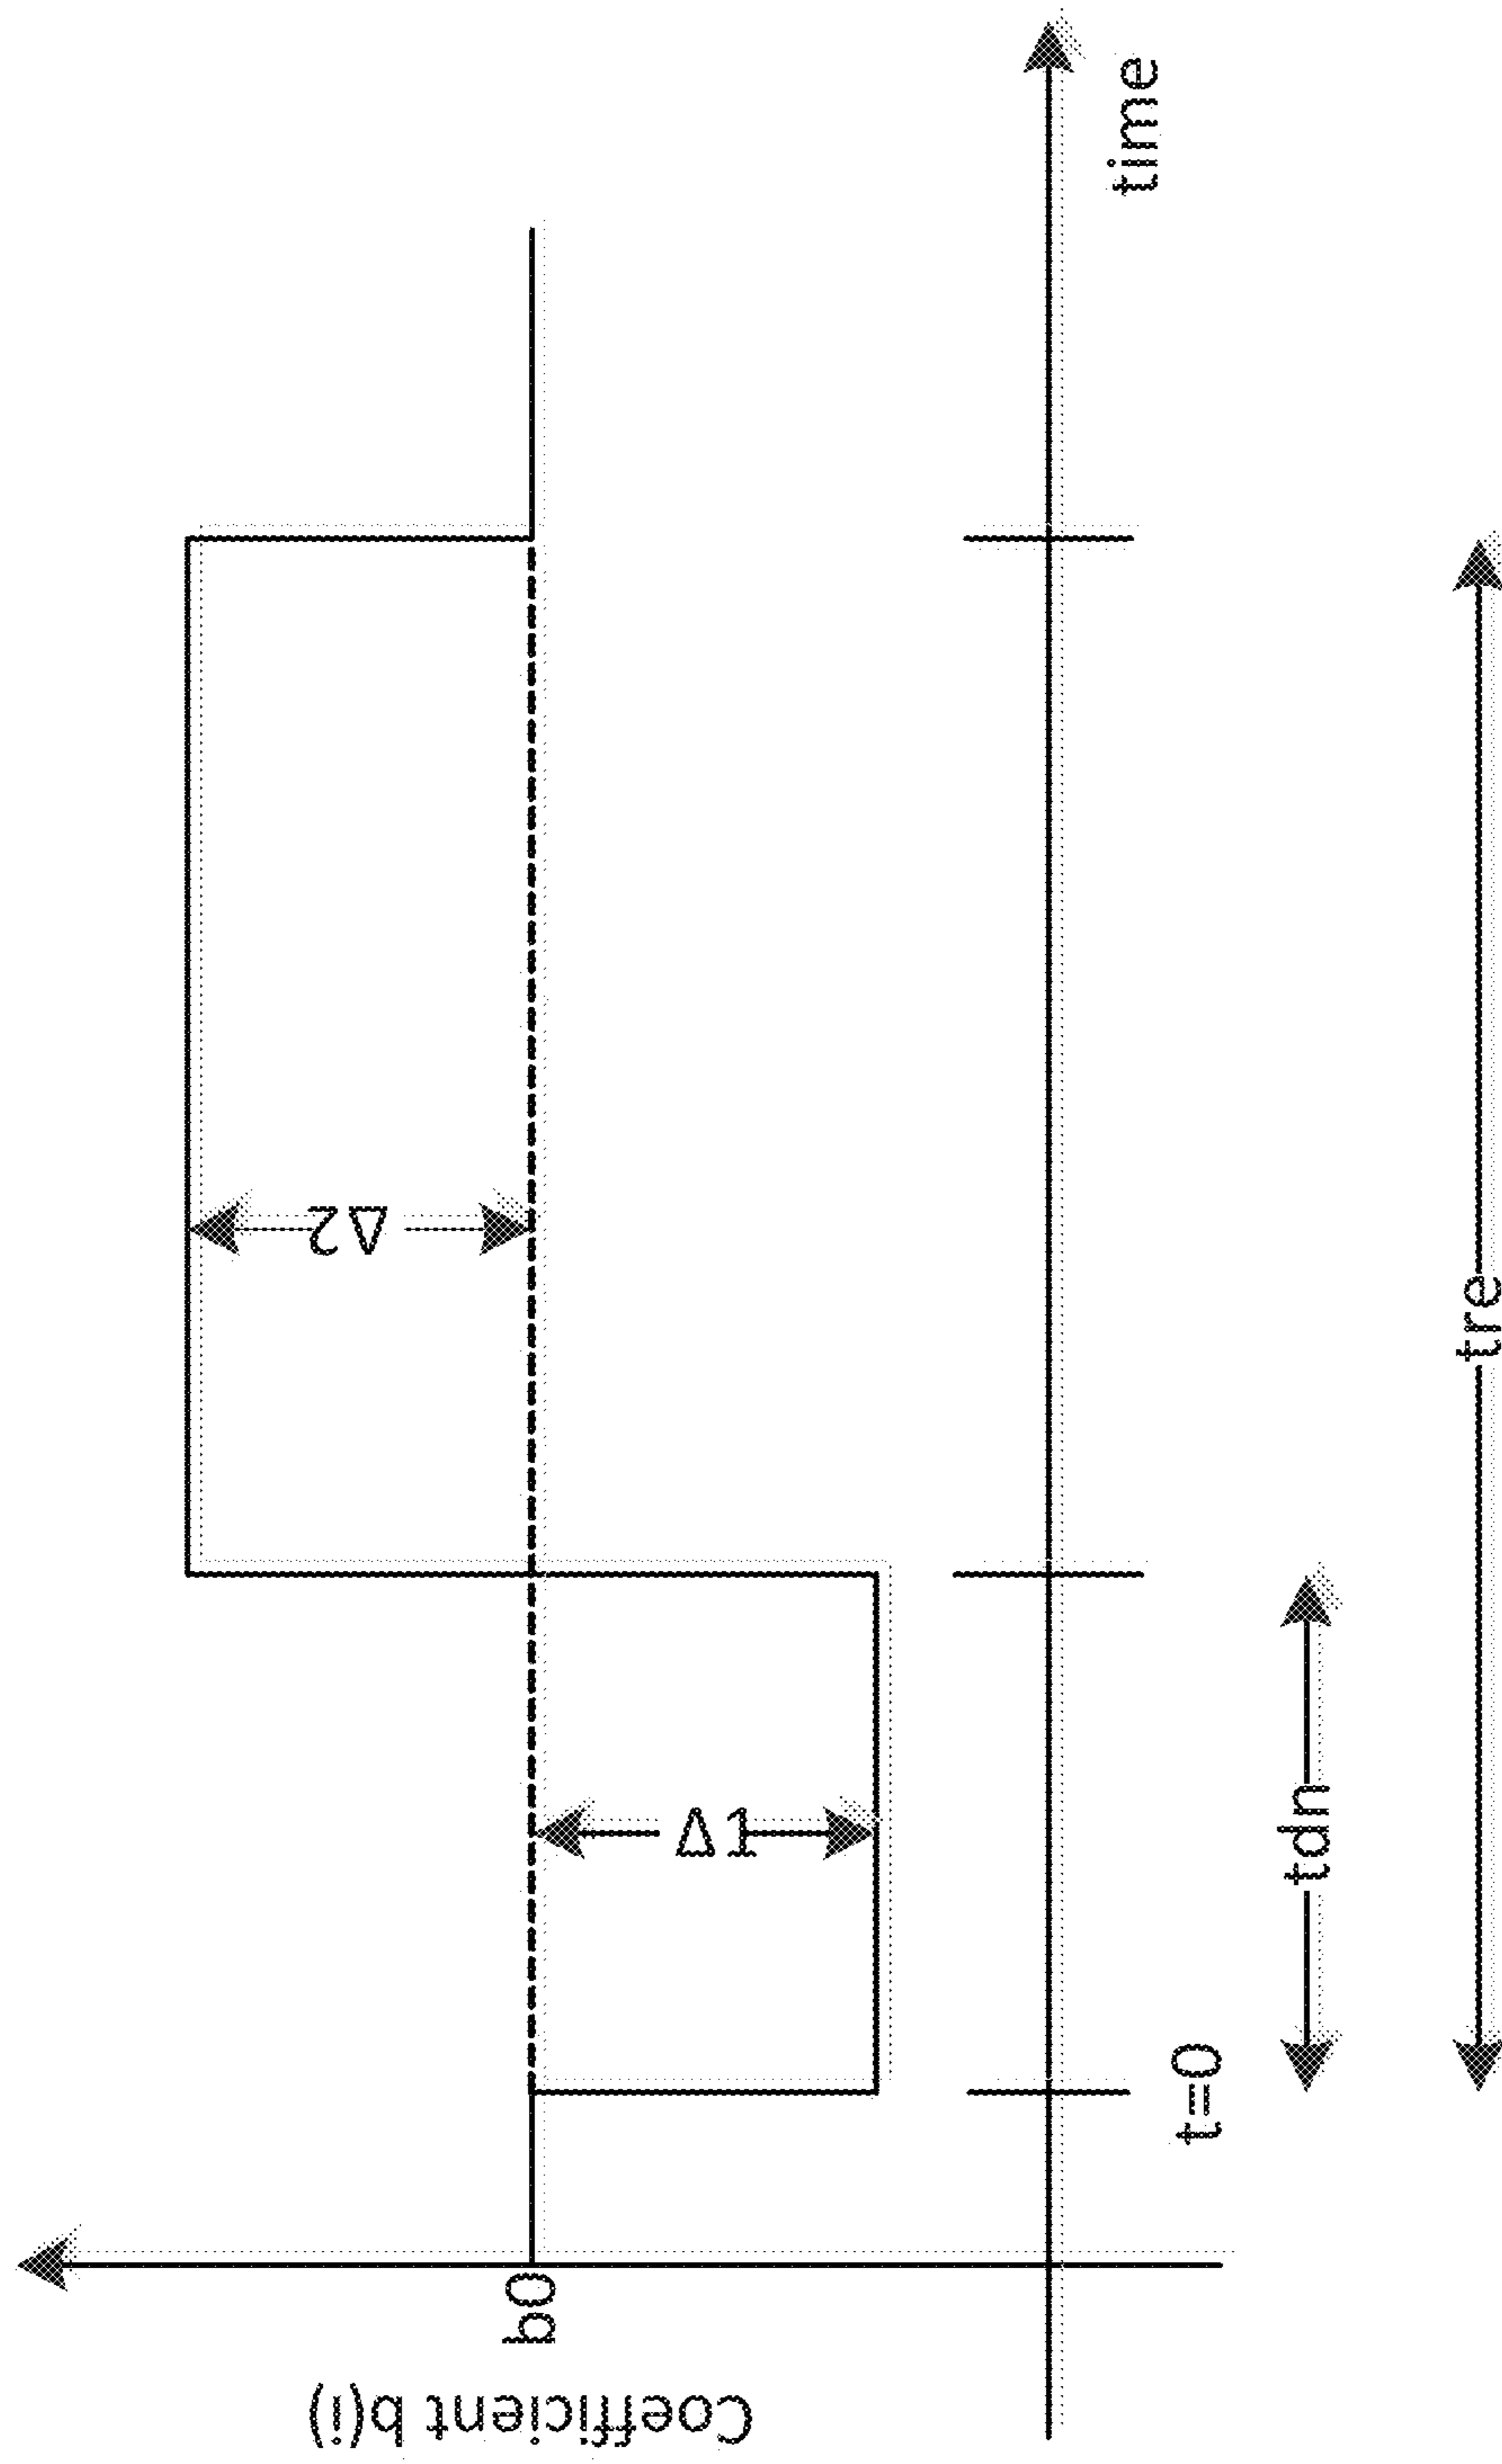 Coefficient b(i)
b0
Δ2
Δ1
time
t=0
tdn
tre